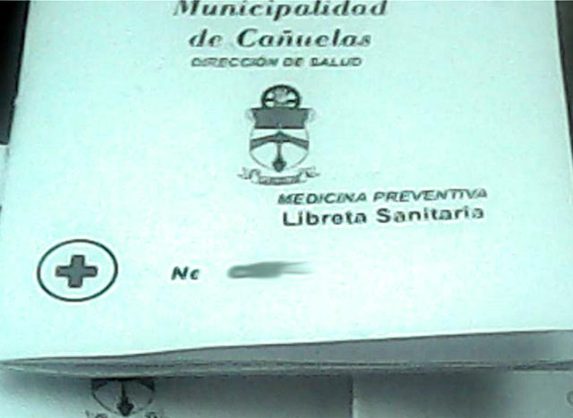 Municipalidad
de Cañuelas
DIRECCIÓN DE SALUD
MEDICINA PREVENTIVA
Libreta Sanitaria
No